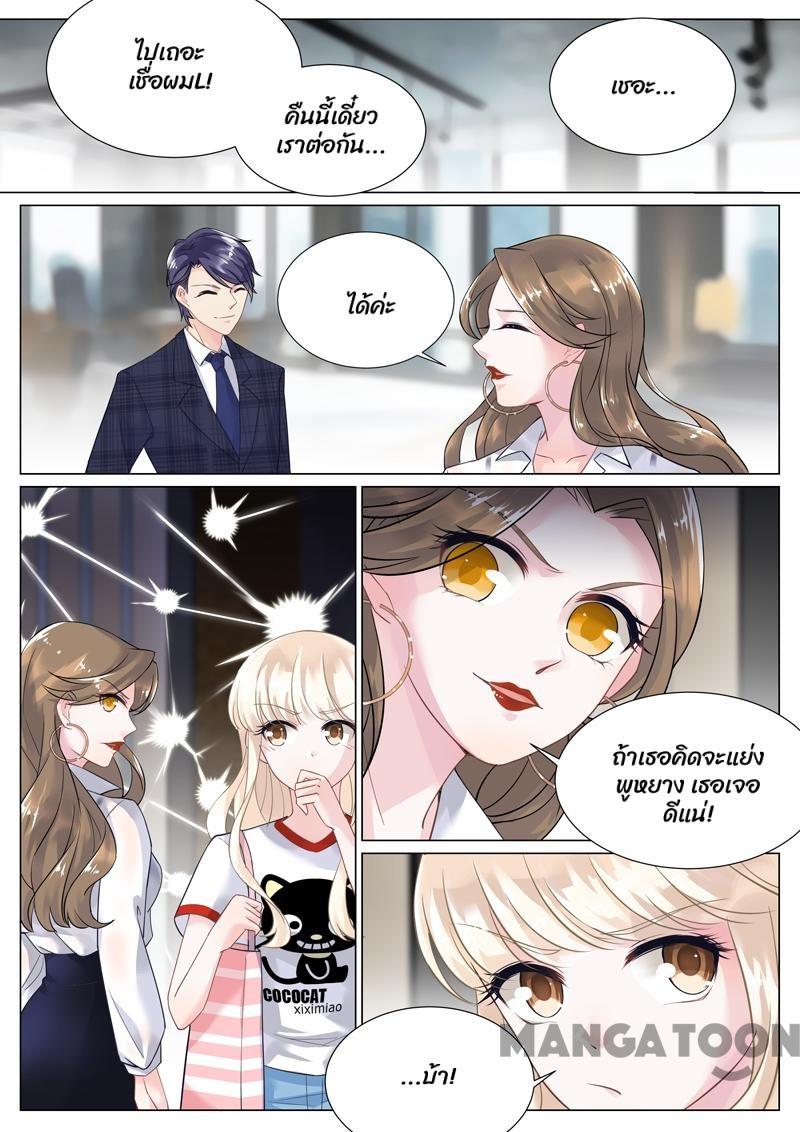 ไปเถอะ
เชื่อผมL!
คืนนี้เดี๋ยว
เราต่อกัน...
เชอะ...
ได้ค่ะ
ถ้าเธอคิดจะแย่ง
พูหยาง เธอเจอ
ดีแน่!
COCOCAT
xiximiao
...บ้า!
MANGATOON